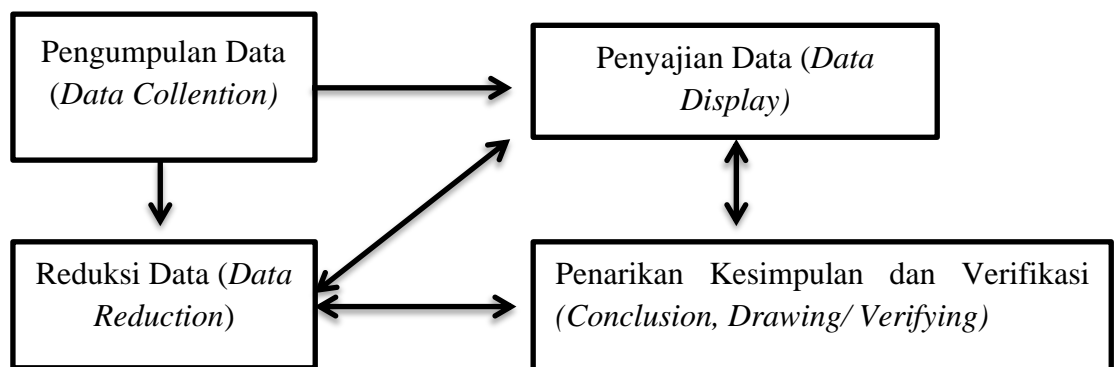 Pengumpulan Data
(Data Collention)
Penyajian Data (Data
Display)
Reduksi Data (Data
Reduction)
Penarikan Kesimpulan dan Verifikasi
(Conclusion, Drawing/ Verifying)